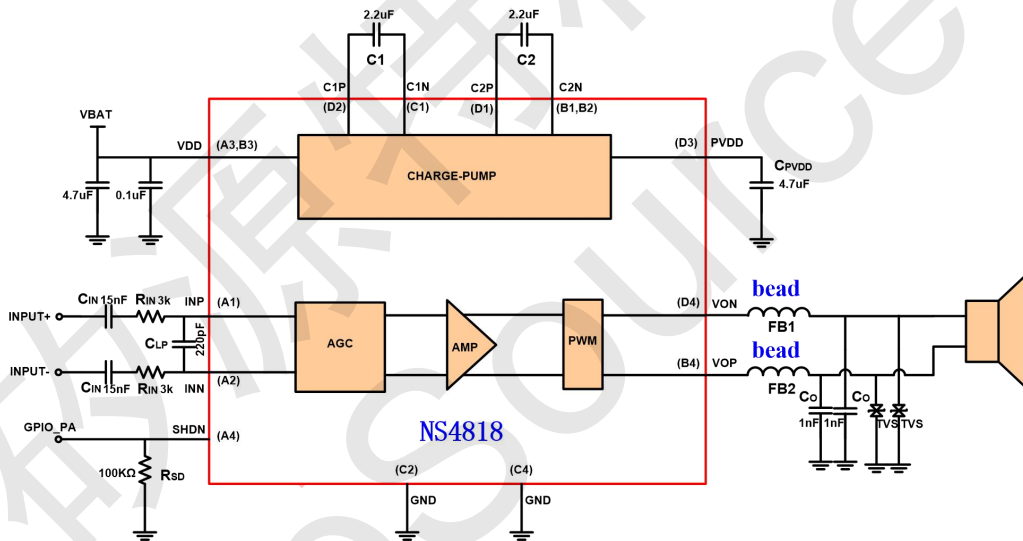 2.2uF
2.2uF
C1
C2
C1P
C1N
C2P
C2N
(D2)
(C1)
(D1)
(B1,B2)
VBAT
VDD
(A3,B3)
(D3)
PVDD
CHARGE-PUMP
CPVDD
4.7uF
4.7uF
0.1uF
CIN 15nF
RIN 3k
INP
(A1)
(D4)
VON
bead
INPUT+
FB1
CLP
220pF
AGC
AMP
PWM
bead
INPUT-
(B4)
VOP
CIN 15nF
RIN 3k
INN
(A2)
FB2
CO
CO
1nF
1nF
TVS
TVS
GPIO_PA
SHDN
(A4)
NS4818
100KΩ
RSD
(C2)
(C4)
GND
GND
源特
Source